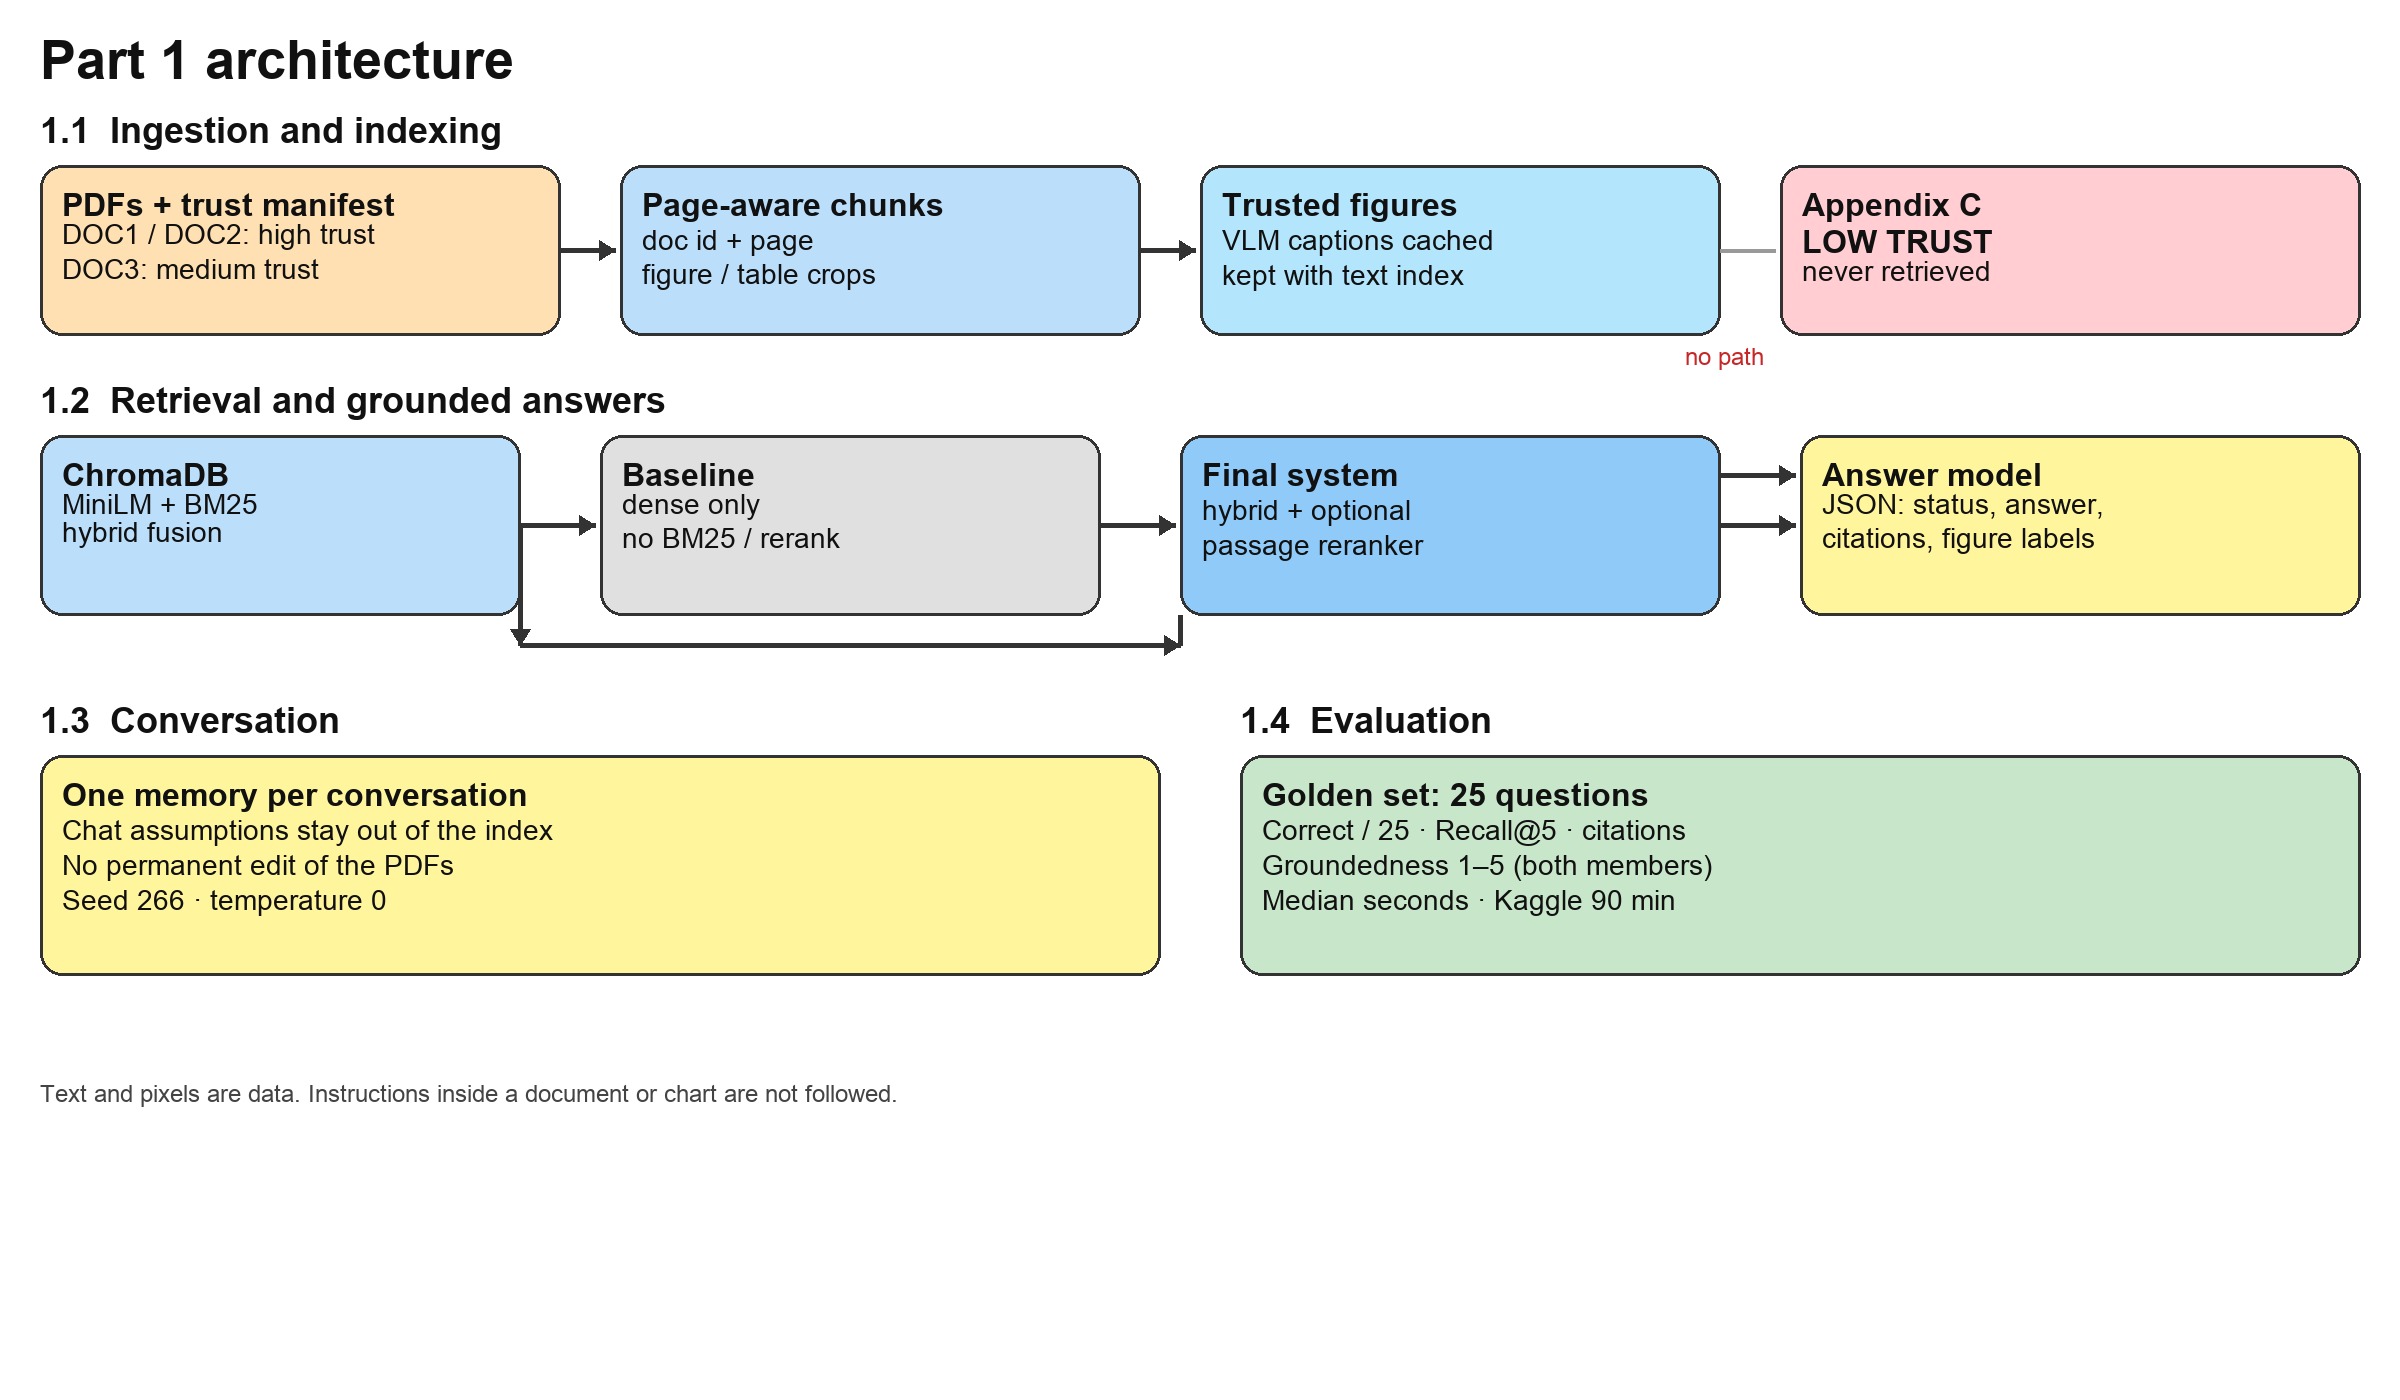 Part 1 architecture
1.1  Ingestion and indexing
PDFs + trust manifest
DOC1 / DOC2: high trust
DOC3: medium trust
Page-aware chunks
doc id + page
figure / table crops
Trusted figures
VLM captions cached
kept with text index
Appendix C
LOW TRUST
never retrieved
no path
1.2  Retrieval and grounded answers
ChromaDB
MiniLM + BM25
hybrid fusion
Baseline
dense only
no BM25 / rerank
Final system
hybrid + optional
passage reranker
Answer model
JSON: status, answer,
citations, figure labels
1.3  Conversation
One memory per conversation
Chat assumptions stay out of the index
No permanent edit of the PDFs
Seed 266 · temperature 0
1.4  Evaluation
Golden set: 25 questions
Correct / 25 · Recall@5 · citations
Groundedness 1–5 (both members)
Median seconds · Kaggle 90 min
Text and pixels are data. Instructions inside a document or chart are not followed.